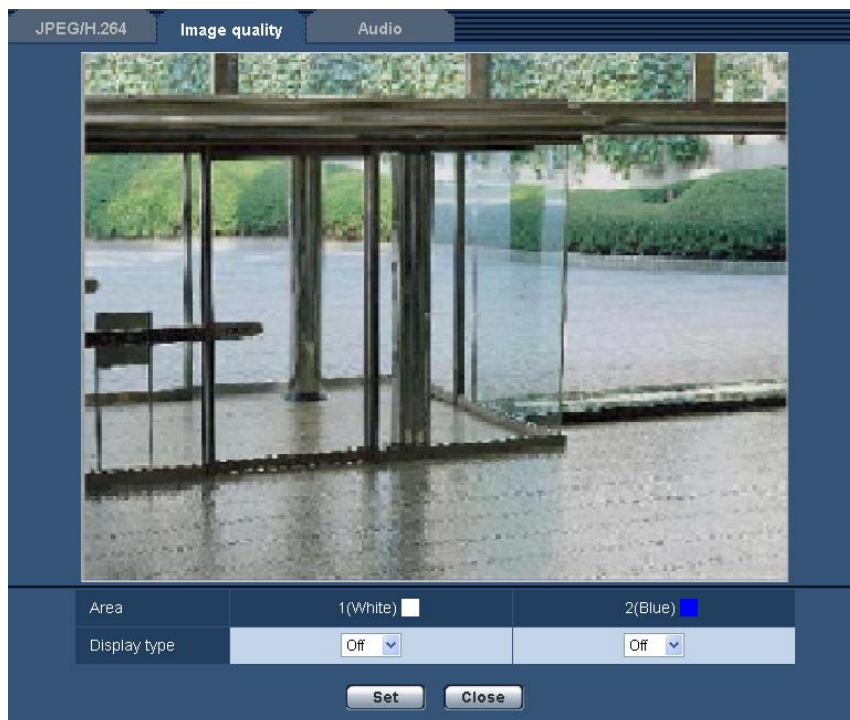 JPEG/H.264 Image quality Audio
Area 1(White) 2(Blue)
Display type Off Off
Set Close